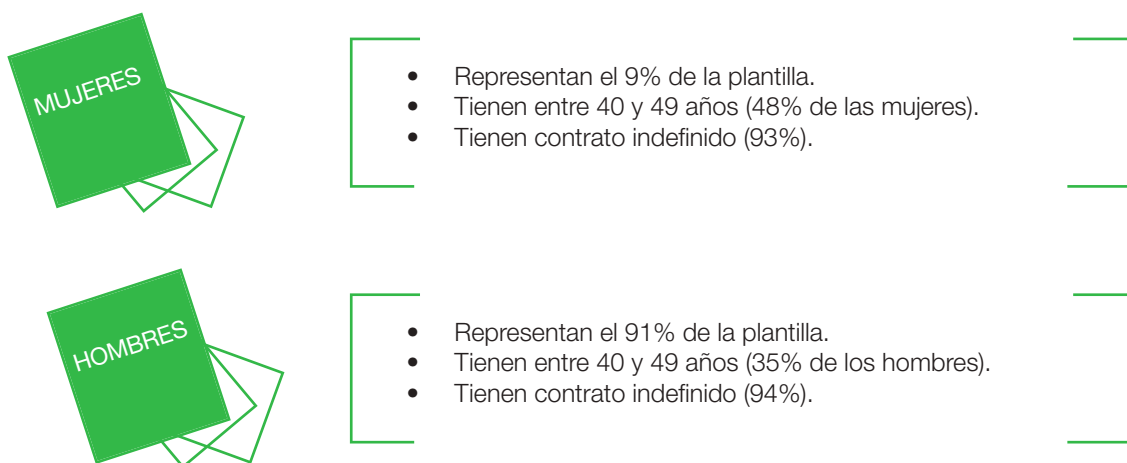 MUJERES
• Representan el 9% de la plantilla.
• Tienen entre 40 y 49 años (48% de las mujeres).
• Tienen contrato indefinido (93%).
HOMBRES
• Representan el 91% de la plantilla.
• Tienen entre 40 y 49 años (35% de los hombres).
• Tienen contrato indefinido (94%).